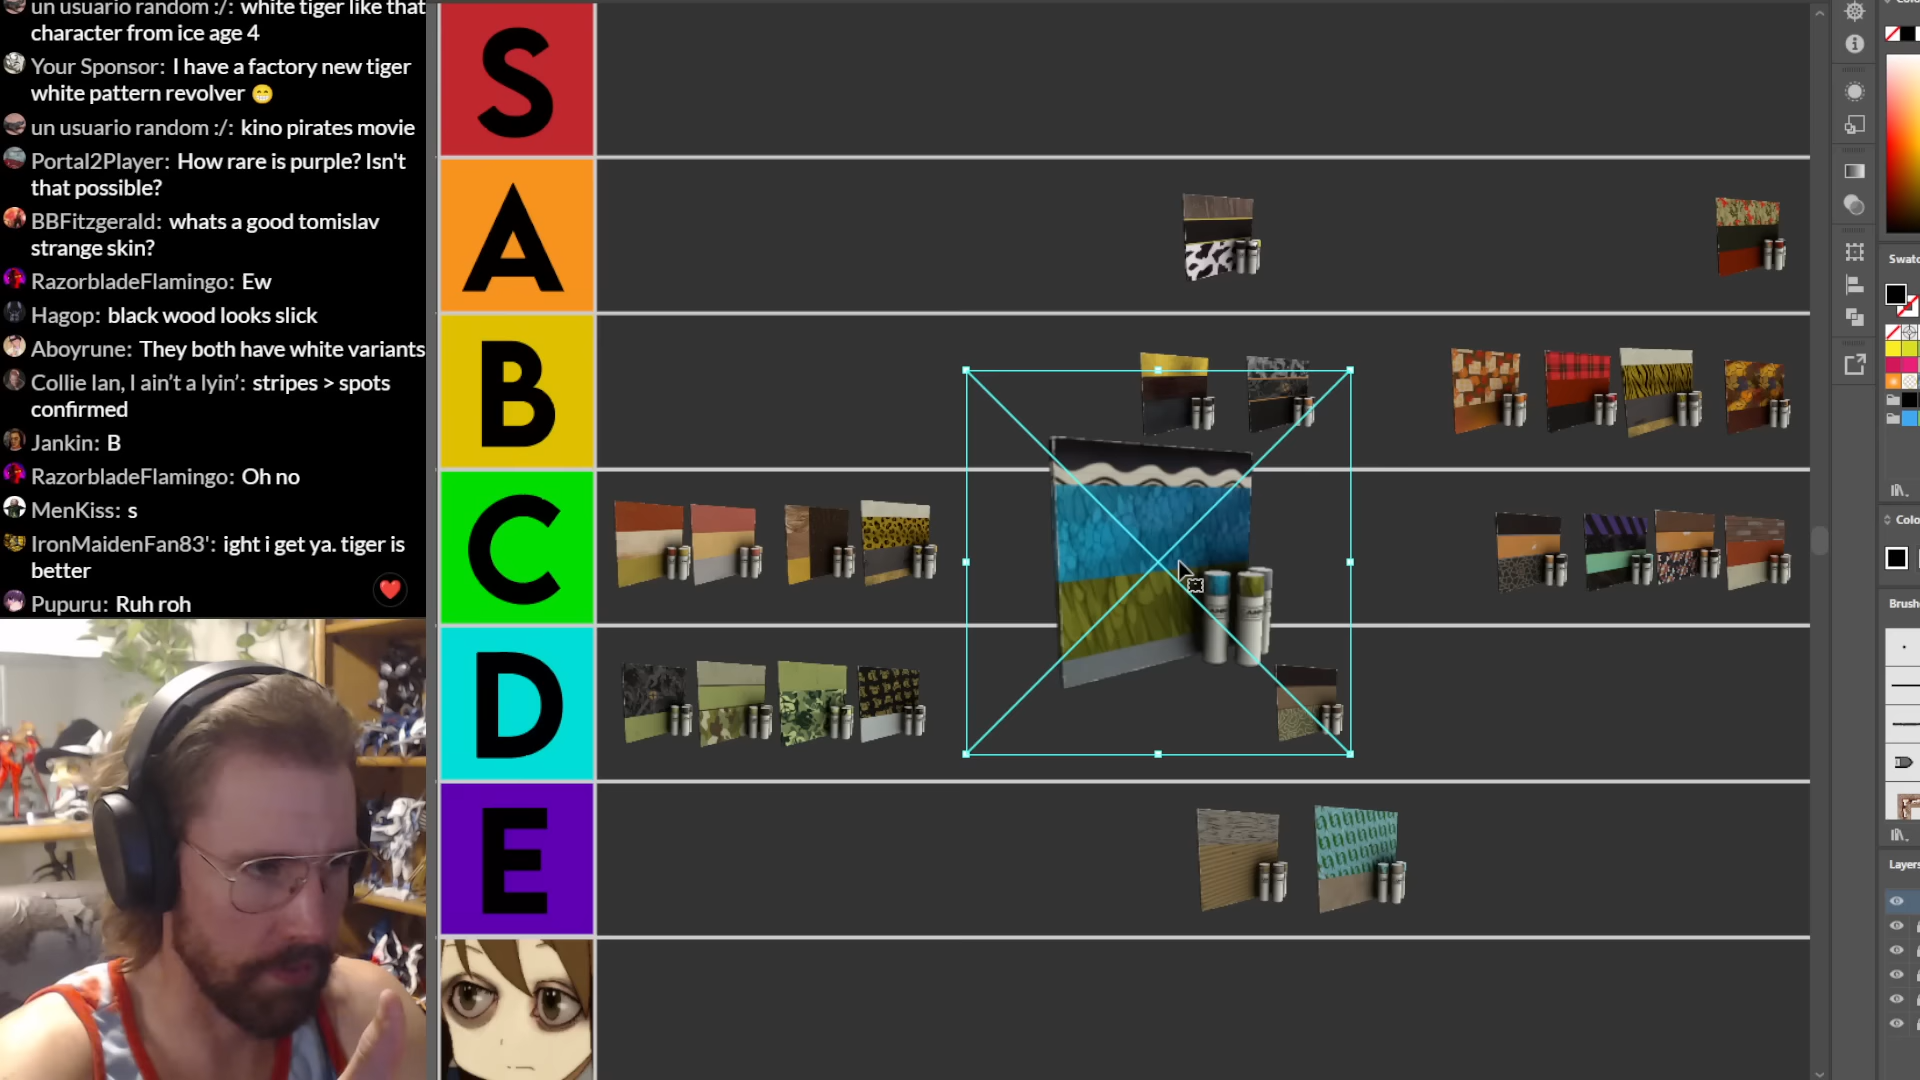 un usuario random :/: white tiger like that
character from ice age 4
Your Sponsor: I have a factory new tiger
white pattern revolver 😁
un usuario random :/: kino pirates movie
Portal2Player: How rare is purple? Isn't
that possible?
BBFitzgerald: whats a good tomislav
strange skin?
RazorbladeFlamingo: Ew
Hagop: black wood looks slick
Aboyrune: They both have white variants
Collie Ian, I ain't a lyin': stripes > spots
confirmed
Jankin: B
RazorbladeFlamingo: Oh no
MenKiss: s
IronMaidenFan83': ight i get ya. tiger is
better
Pupuru: Ruh roh
S
A
B
C
D
E
Swatc
Colo
Brush
Layers